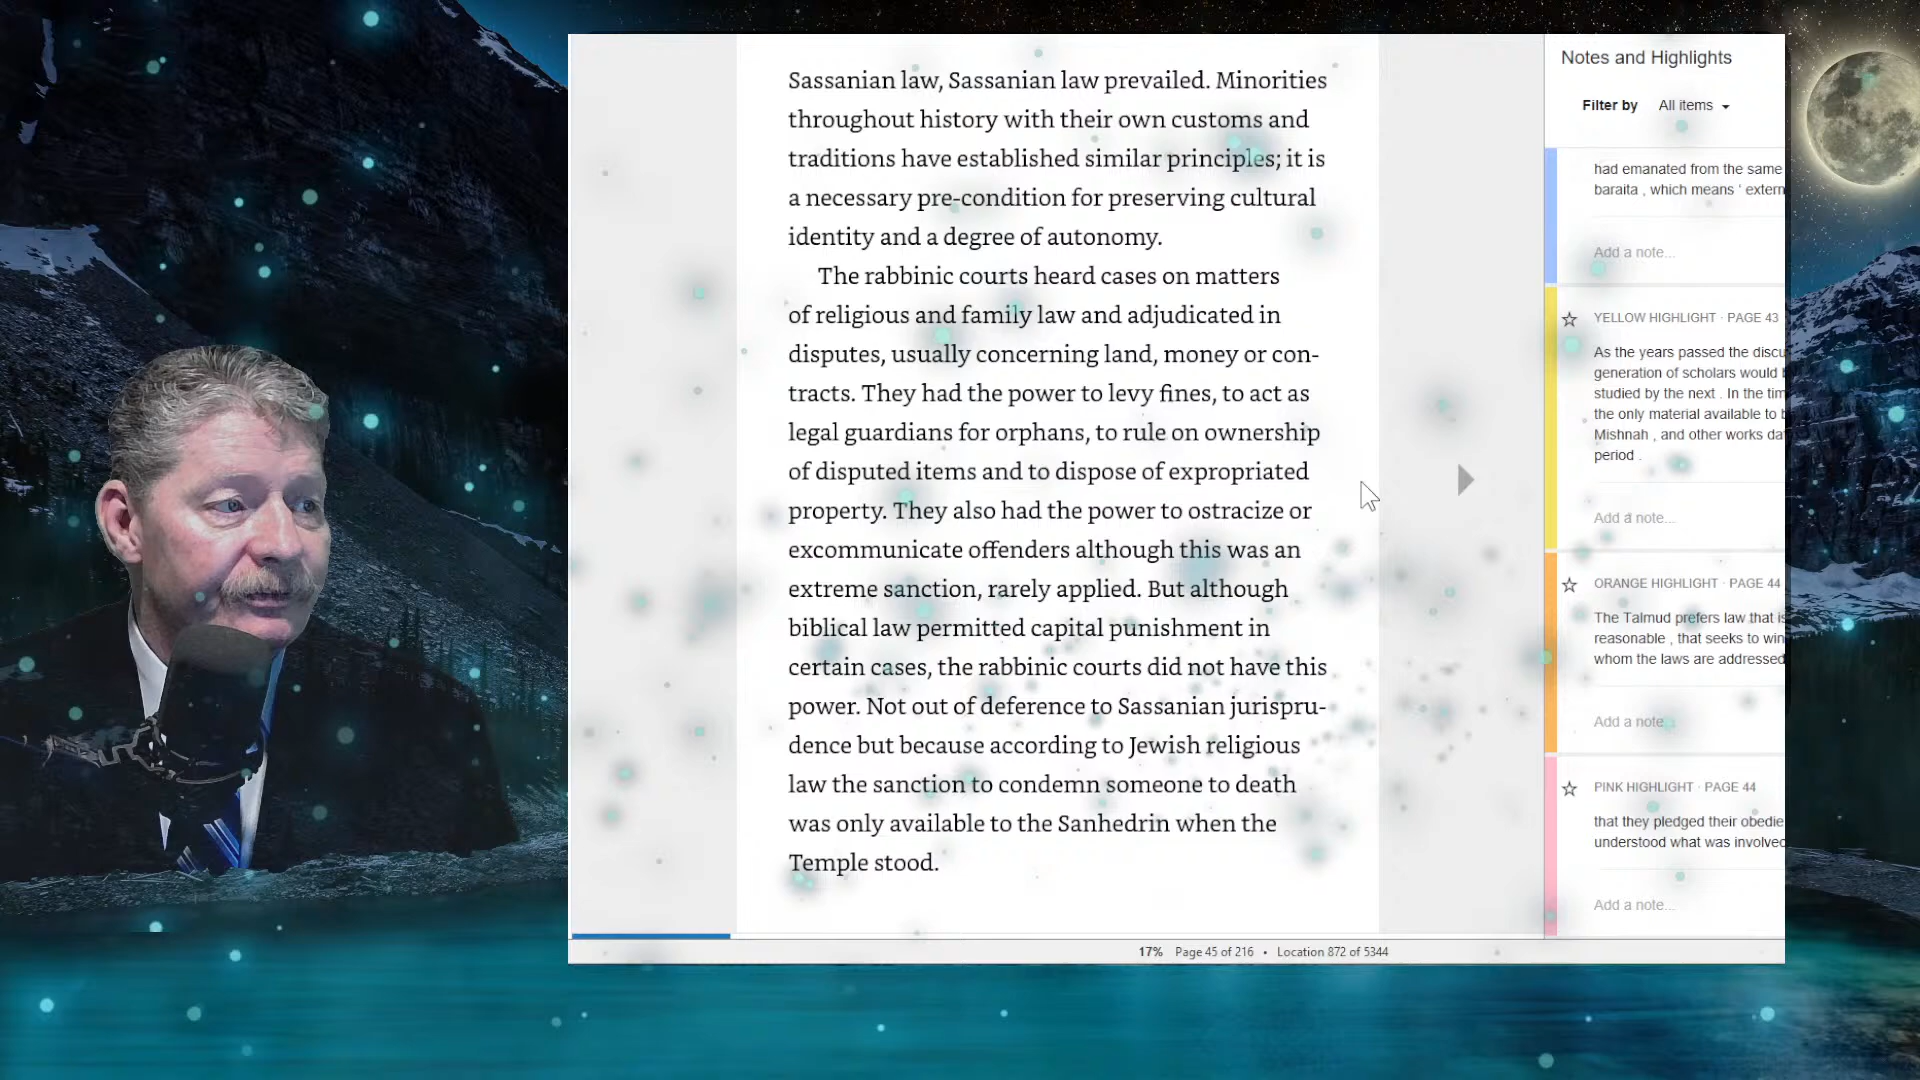 Sassanian law, Sassanian law prevailed. Minorities
throughout history with their own customs and
traditions have established similar principles; it is
a necessary pre-condition for preserving cultural
identity and a degree of autonomy.
The rabbinic courts heard cases on matters
of religious and family law and adjudicated in
disputes, usually concerning land, money or con-
tracts. They had the power to levy fines, to act as
legal guardians for orphans, to rule on ownership
of disputed items and to dispose of expropriated
property. They also had the power to ostracize or
excommunicate offenders although this was an
extreme sanction, rarely applied. But although
biblical law permitted capital punishment in
certain cases, the rabbinic courts did not have this
power. Not out of deference to Sassanian jurispru-
dence but because according to Jewish religious
law the sanction to condemn someone to death
was only available to the Sanhedrin when the
Temple stood.
17% Page 45 of 216 • Location 872 of 5344
Notes and Highlights
Filter by All items
had emanated from the same
baraita , which means ' extern
Add a note...
YELLOW HIGHLIGHT · PAGE 43
As the years passed the discu
generation of scholars would
studied by the next . In the tim
the only material available to
Mishnah , and other works da
period .
Add a note...
ORANGE HIGHLIGHT · PAGE 44
The Talmud prefers law that is
reasonable , that seeks to win
whom the laws are addressed
Add a note...
PINK HIGHLIGHT · PAGE 44
that they pledged their obedie
understood what was involved
Add a note...